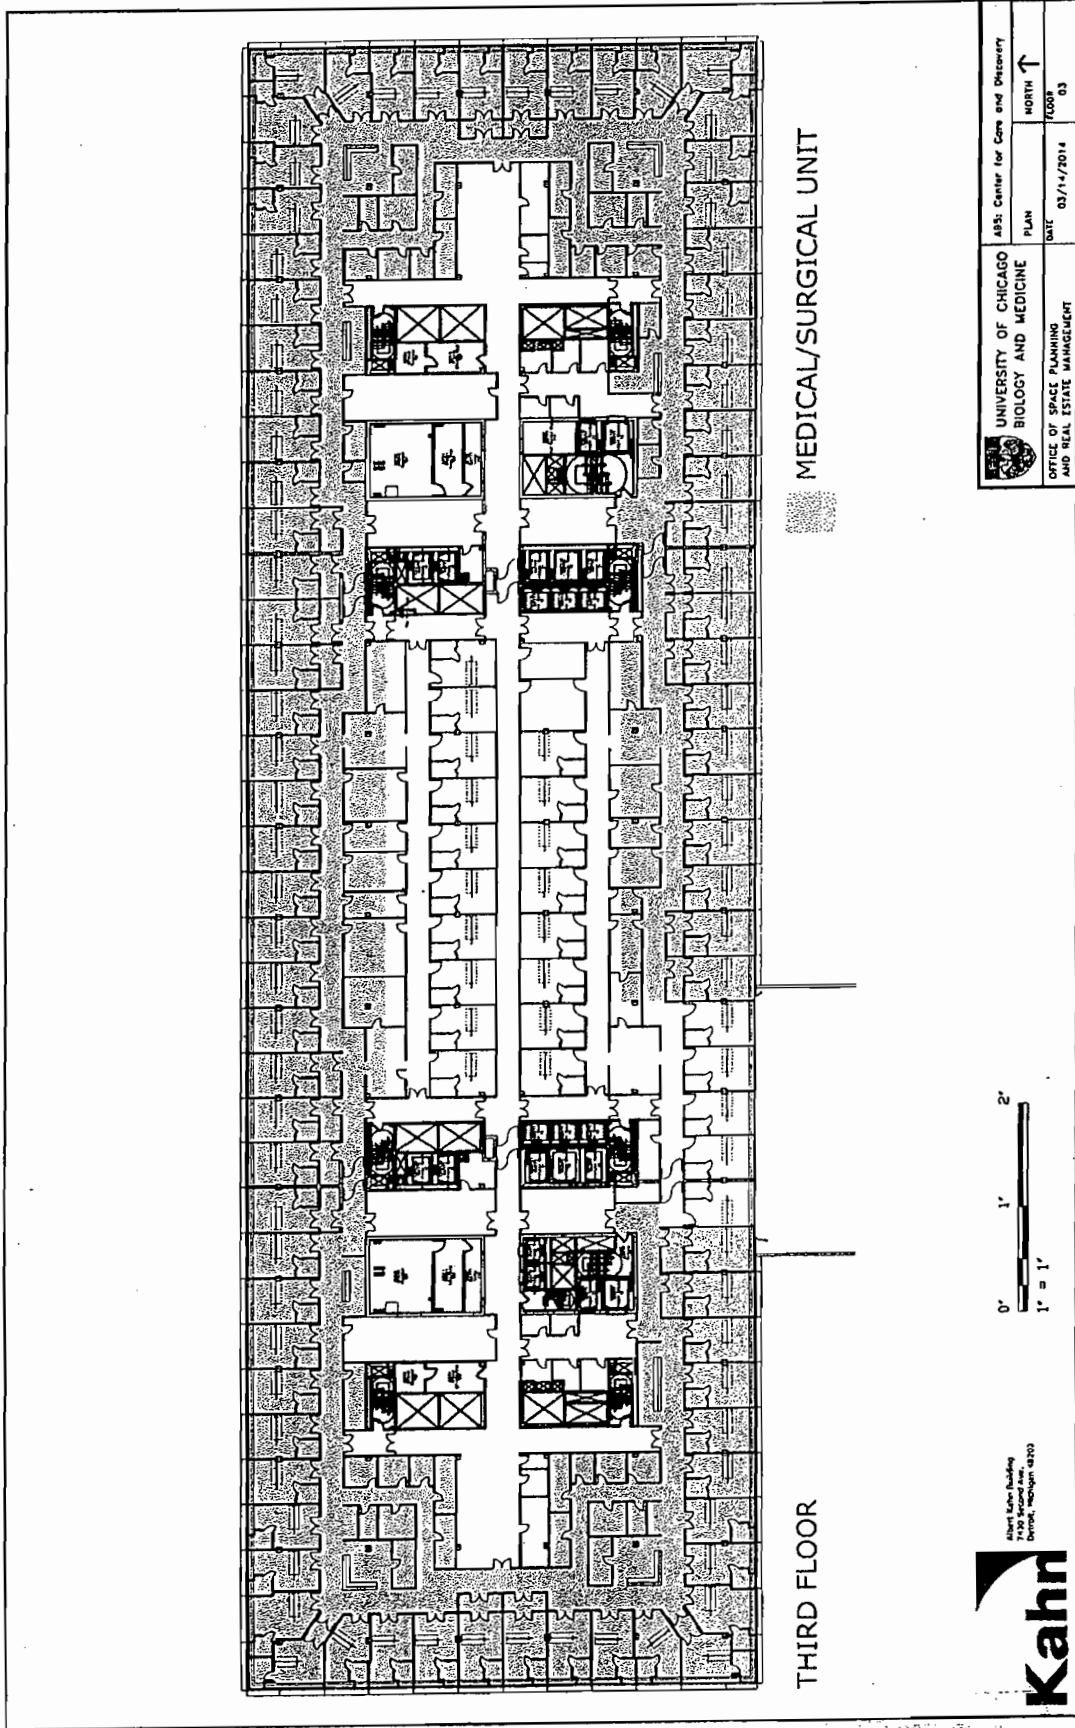 THIRD FLOOR
MEDICAL/SURGICAL UNIT
Kahn
Albert Kahn Building
7430 Second Ave.
Detroit, Michigan 48202
0' 1' 2'
1' = 1'
UNIVERSITY OF CHICAGO
BIOLOGY AND MEDICINE
OFFICE OF SPACE PLANNING
AND REAL ESTATE MANAGEMENT
A05: Center for Care and Discovery
PLAN
NORTH
DATE 03/14/2014
FLOOR 03